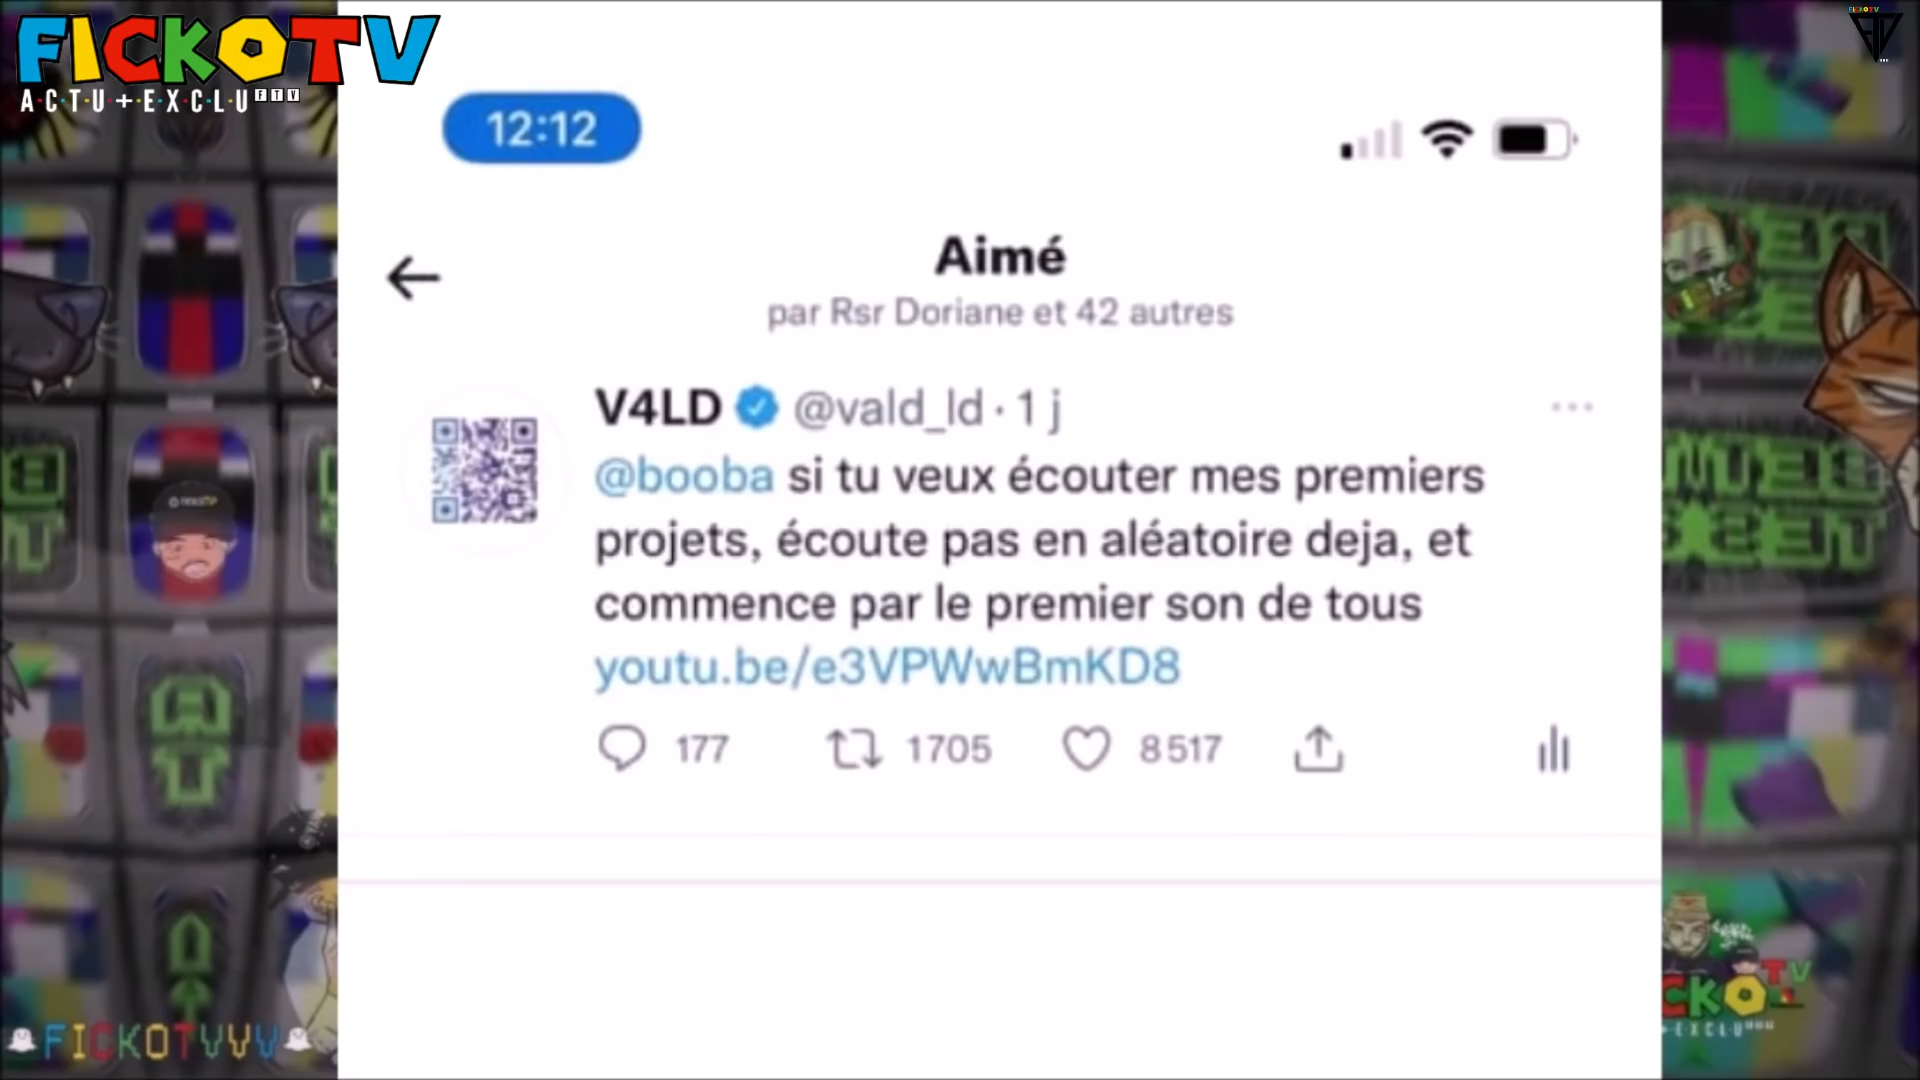 FICKOTV
ACTU+EXCLU FTV
12:12
Aimé
par Rsr Doriane et 42 autres
V4LD @vald_ld · 1 j
@booba si tu veux écouter mes premiers
projets, écoute pas en aléatoire deja, et
commence par le premier son de tous
youtu.be/e3VPWwBmKD8
177 1705 8517
FICKOTVVV